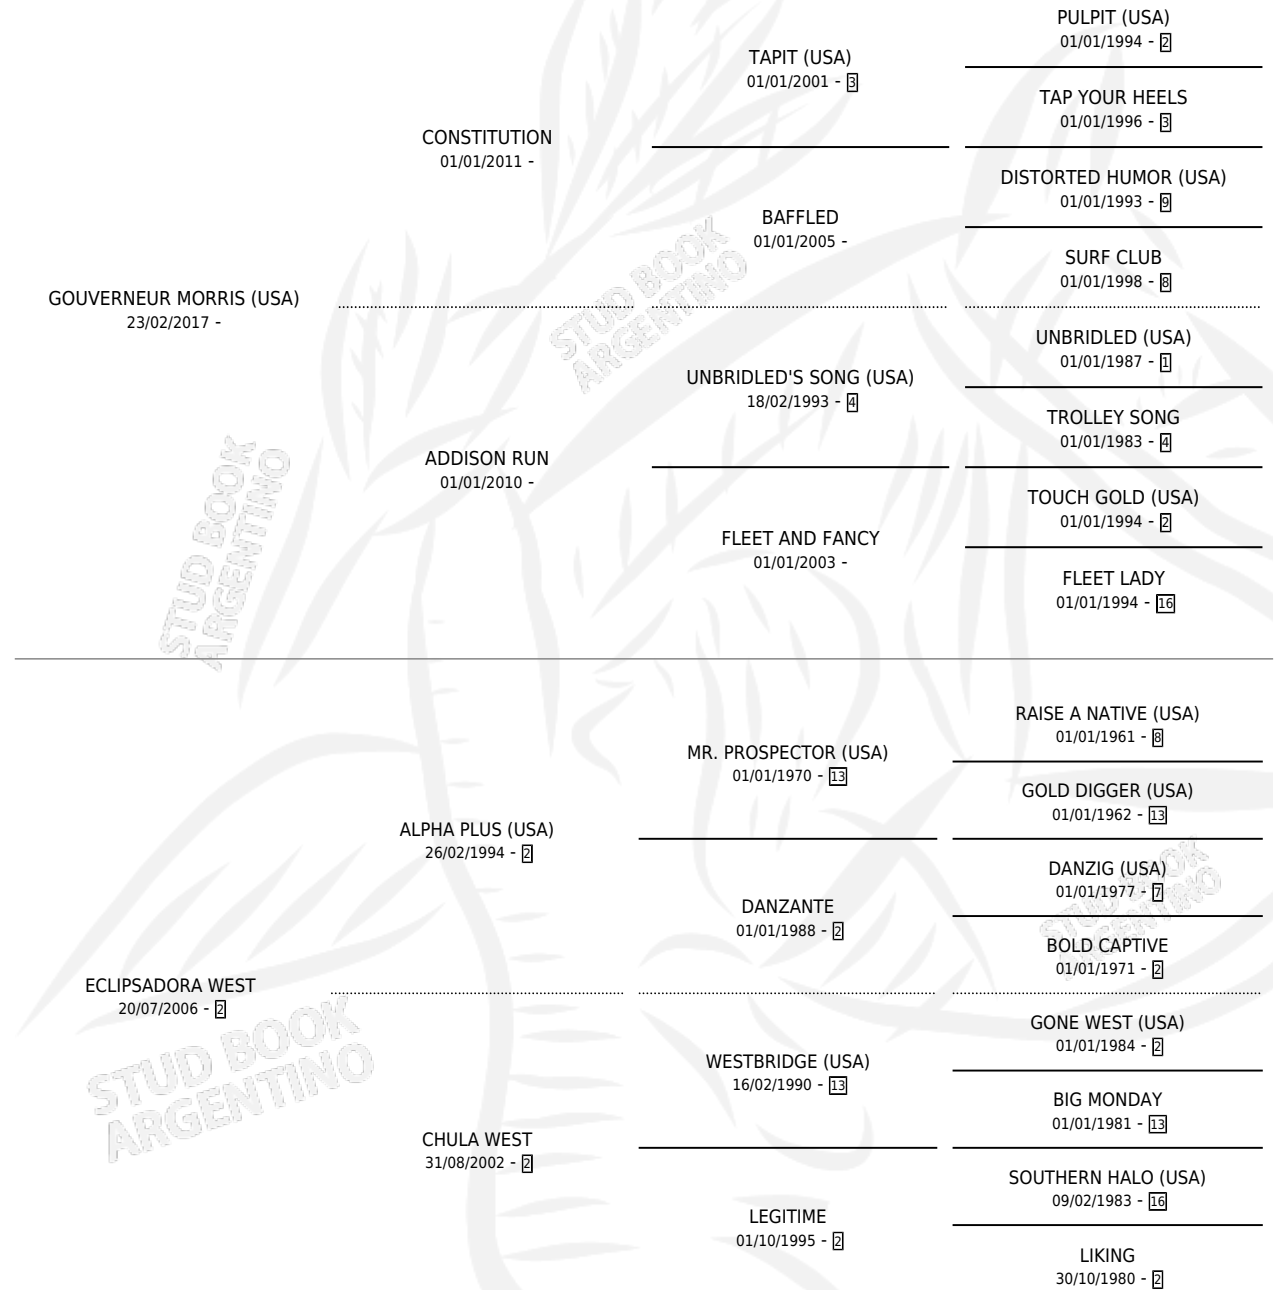 PULPIT (USA)
01/01/1994 - 2
TAPIT (USA)
01/01/2001 - 3
TAP YOUR HEELS
01/01/1996 - 3
CONSTITUTION
01/01/2011 -
DISTORTED HUMOR (USA)
01/01/1993 - 9
BAFFLED
01/01/2005 -
SURF CLUB
01/01/1998 - 8
GOUVERNEUR MORRIS (USA)
23/02/2017 -
UNBRIDLED (USA)
01/01/1987 - 1
UNBRIDLED'S SONG (USA)
18/02/1993 - 4
TROLLEY SONG
01/01/1983 - 4
ADDISON RUN
01/01/2010 -
TOUCH GOLD (USA)
01/01/1994 - 2
FLEET AND FANCY
01/01/2003 -
FLEET LADY
01/01/1994 - 16
RAISE A NATIVE (USA)
01/01/1961 - 8
MR. PROSPECTOR (USA)
01/01/1970 - 13
GOLD DIGGER (USA)
01/01/1962 - 13
ALPHA PLUS (USA)
26/02/1994 - 2
DANZIG (USA)
01/01/1977 - 7
DANZANTE
01/01/1988 - 2
BOLD CAPTIVE
01/01/1971 - 2
ECLIPSADORA WEST
20/07/2006 - 2
GONE WEST (USA)
01/01/1984 - 2
WESTBRIDGE (USA)
16/02/1990 - 13
BIG MONDAY
01/01/1981 - 13
CHULA WEST
31/08/2002 - 2
SOUTHERN HALO (USA)
09/02/1983 - 16
LEGITIME
01/10/1995 - 2
LIKING
30/10/1980 - 2
STUD BOOK
ARGENTINO
STUD BOOK
ARGENTINO
STUD BOOK
ARGENTINO
STUD BOOK
ARGENTINO